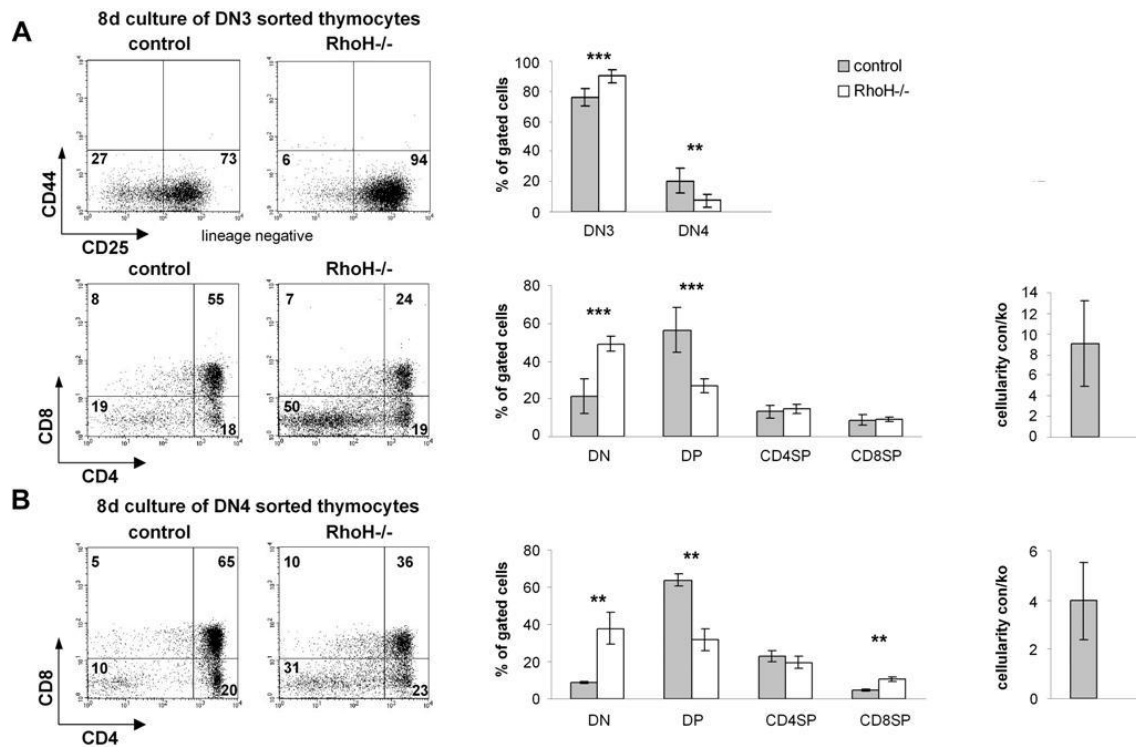 A
8d culture of DN3 sorted thymocytes
control
RhoH-/-
27
73
6
94
CD44
CD25
lineage negative
% of gated cells
100
80
60
40
20
0
***
**
DN3
DN4
control
RhoH-/-
control
RhoH-/-
8
55
19
18
7
24
50
19
CD8
CD4
% of gated cells
80
60
40
20
0
***
***
DN
DP
CD4SP
CD8SP
cellularity con/ko
14
12
10
8
6
4
2
0
B
8d culture of DN4 sorted thymocytes
control
RhoH-/-
5
65
10
20
10
36
31
23
CD8
CD4
% of gated cells
80
60
40
20
0
**
**
**
DN
DP
CD4SP
CD8SP
cellularity con/ko
6
4
2
0